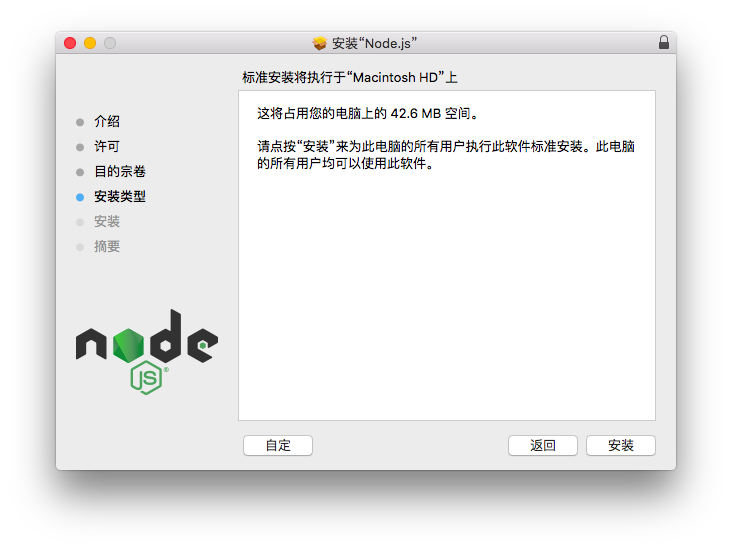 安装“Node.js”
标准安装将执行于“Macintosh HD”上
介绍
许可
目的宗卷
安装类型
安装
摘要
这将占用您的电脑上的 42.6 MB 空间。
请点按“安装”来为此电脑的所有用户执行此软件标准安装。此电脑
的所有用户均可以使用此软件。
node
JS®
自定
返回
安装